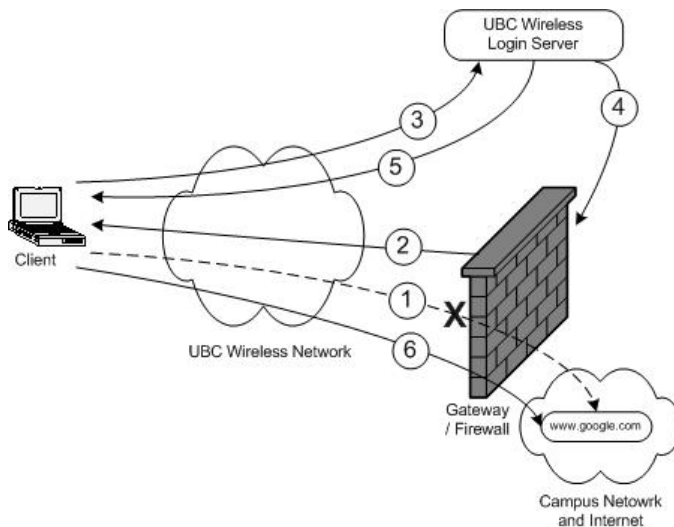 UBC Wireless
Login Server
3
4
5
Client
2
1
X
UBC Wireless Network
6
Gateway
/ Firewall
www.google.com
Campus Netowrk
and Internet